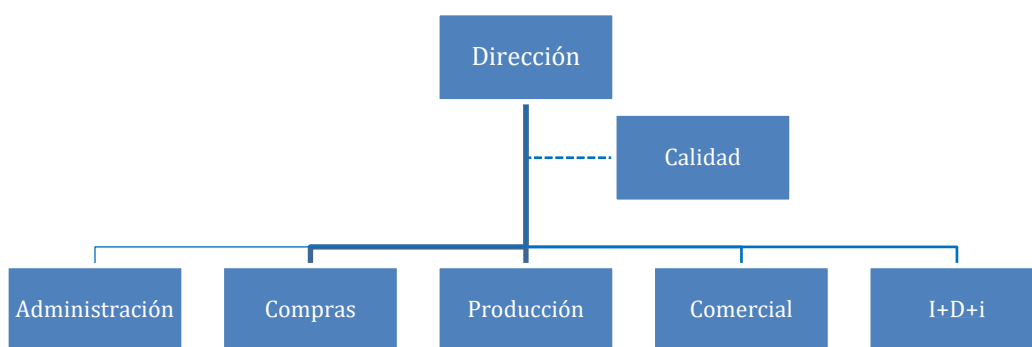 Dirección
Calidad
Administración
Compras
Producción
Comercial
I+D+i